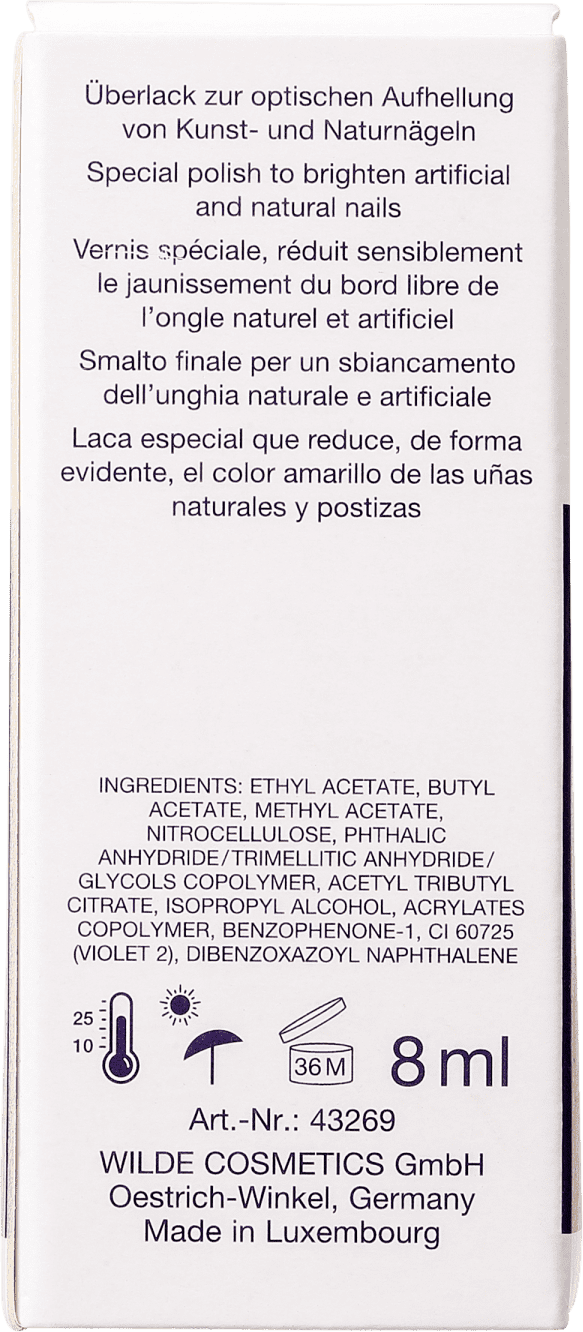 Überlack zur optischen Aufhellung
von Kunst- und Naturnägeln
Special polish to brighten artificial
and natural nails
Vernis spéciale, réduit sensiblement
le jaunissement du bord libre de
l'ongle naturel et artificiel
Smalto finale per un sbiancamento
dell'unghia naturale e artificiale
Laca especial que reduce, de forma
evidente, el color amarillo de las uñas
naturales y postizas
INGREDIENTS: ETHYL ACETATE, BUTYL
ACETATE, METHYL ACETATE,
NITROCELLULOSE, PHTHALIC
ANHYDRIDE/TRIMELLITIC ANHYDRIDE/
GLYCOLS COPOLYMER, ACETYL TRIBUTYL
CITRATE, ISOPROPYL ALCOHOL, ACRYLATES
COPOLYMER, BENZOPHENONE-1, CI 60725
(VIOLET 2), DIBENZOXAZOYL NAPHTHALENE
25
10
36 M
8 ml
Art.-Nr.: 43269
WILDE COSMETICS GmbH
Oestrich-Winkel, Germany
Made in Luxembourg